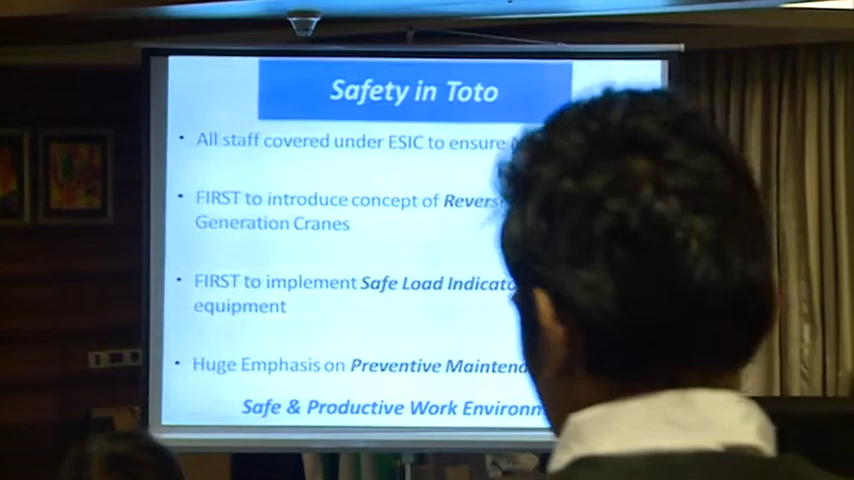 Safety in Toto
• All staff covered under ESIC to ensure
• FIRST to introduce concept of
Generation Cranes
• FIRST to implement Safe Load
equipment
• Huge Emphasis on Preventive
Safe & Productive Work